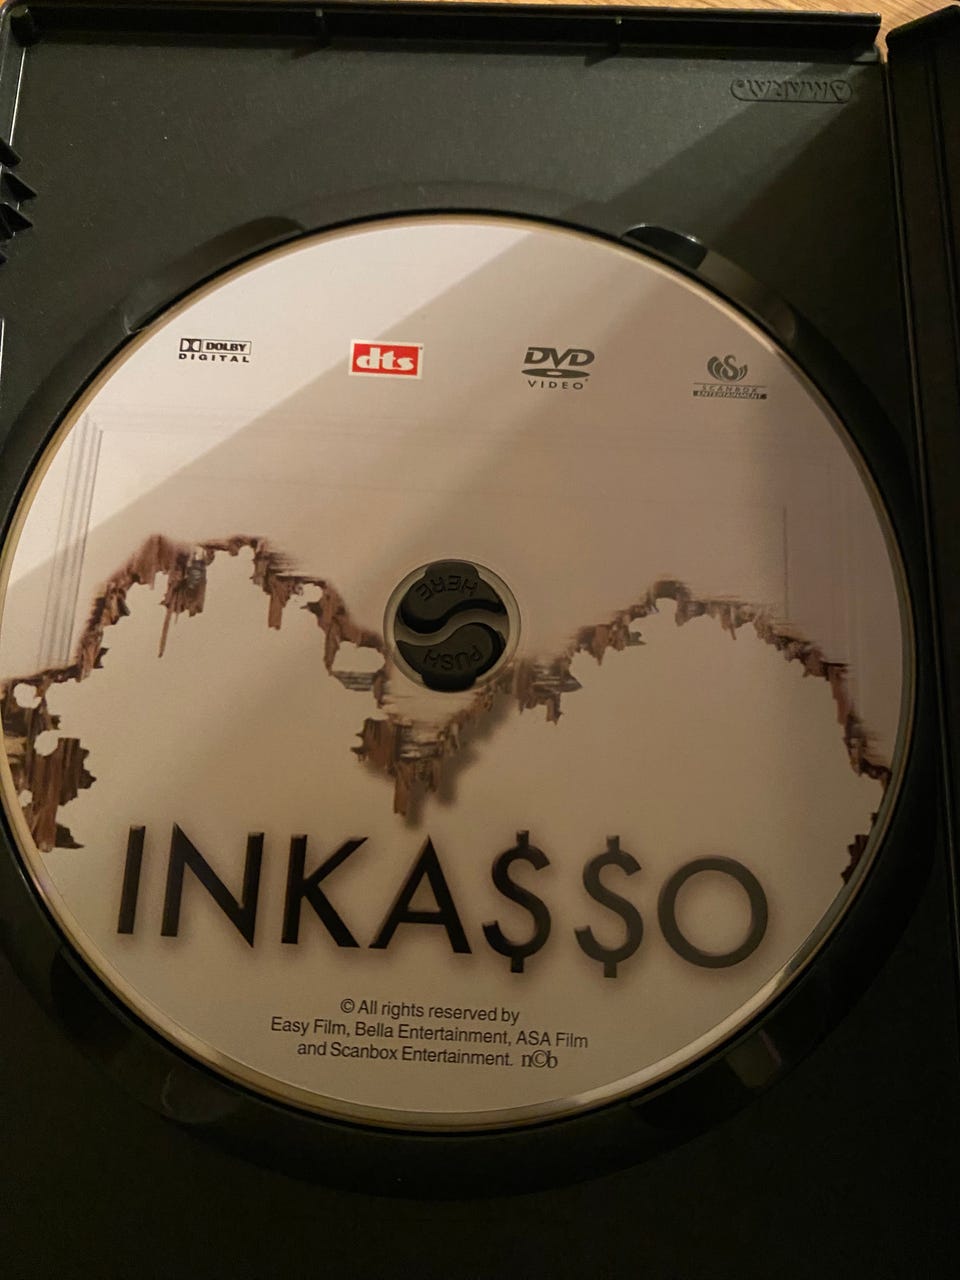 AMARAY
DOLBY
DIGITAL
dts
DVD
VIDEO
SCANBOX
ENTERTAINMENT
HERE
PUSH
INKA$$O
© All rights reserved by
Easy Film, Bella Entertainment, ASA Film
and Scanbox Entertainment. n©b